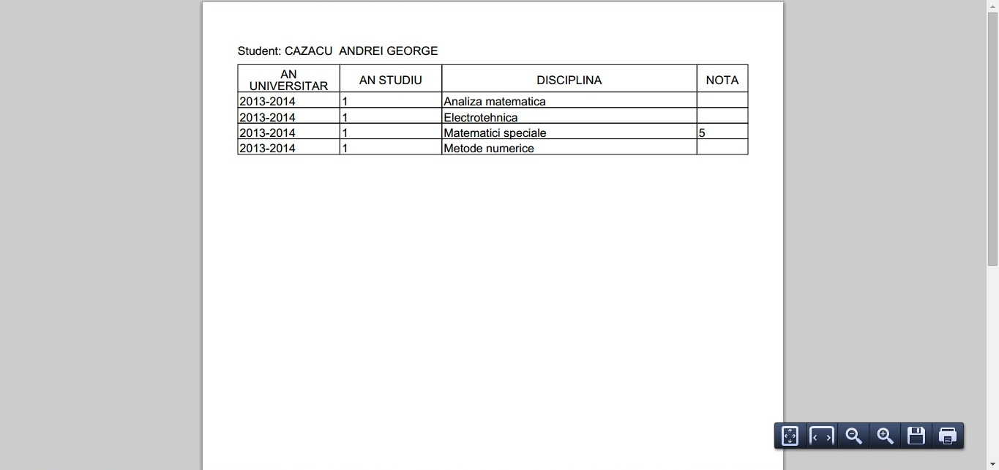 Student: CAZACU  ANDREI GEORGE
AN UNIVERSITAR AN STUDIU DISCIPLINA NOTA
2013-2014 1 Analiza matematica
2013-2014 1 Electrotehnica
2013-2014 1 Matematici speciale 5
2013-2014 1 Metode numerice